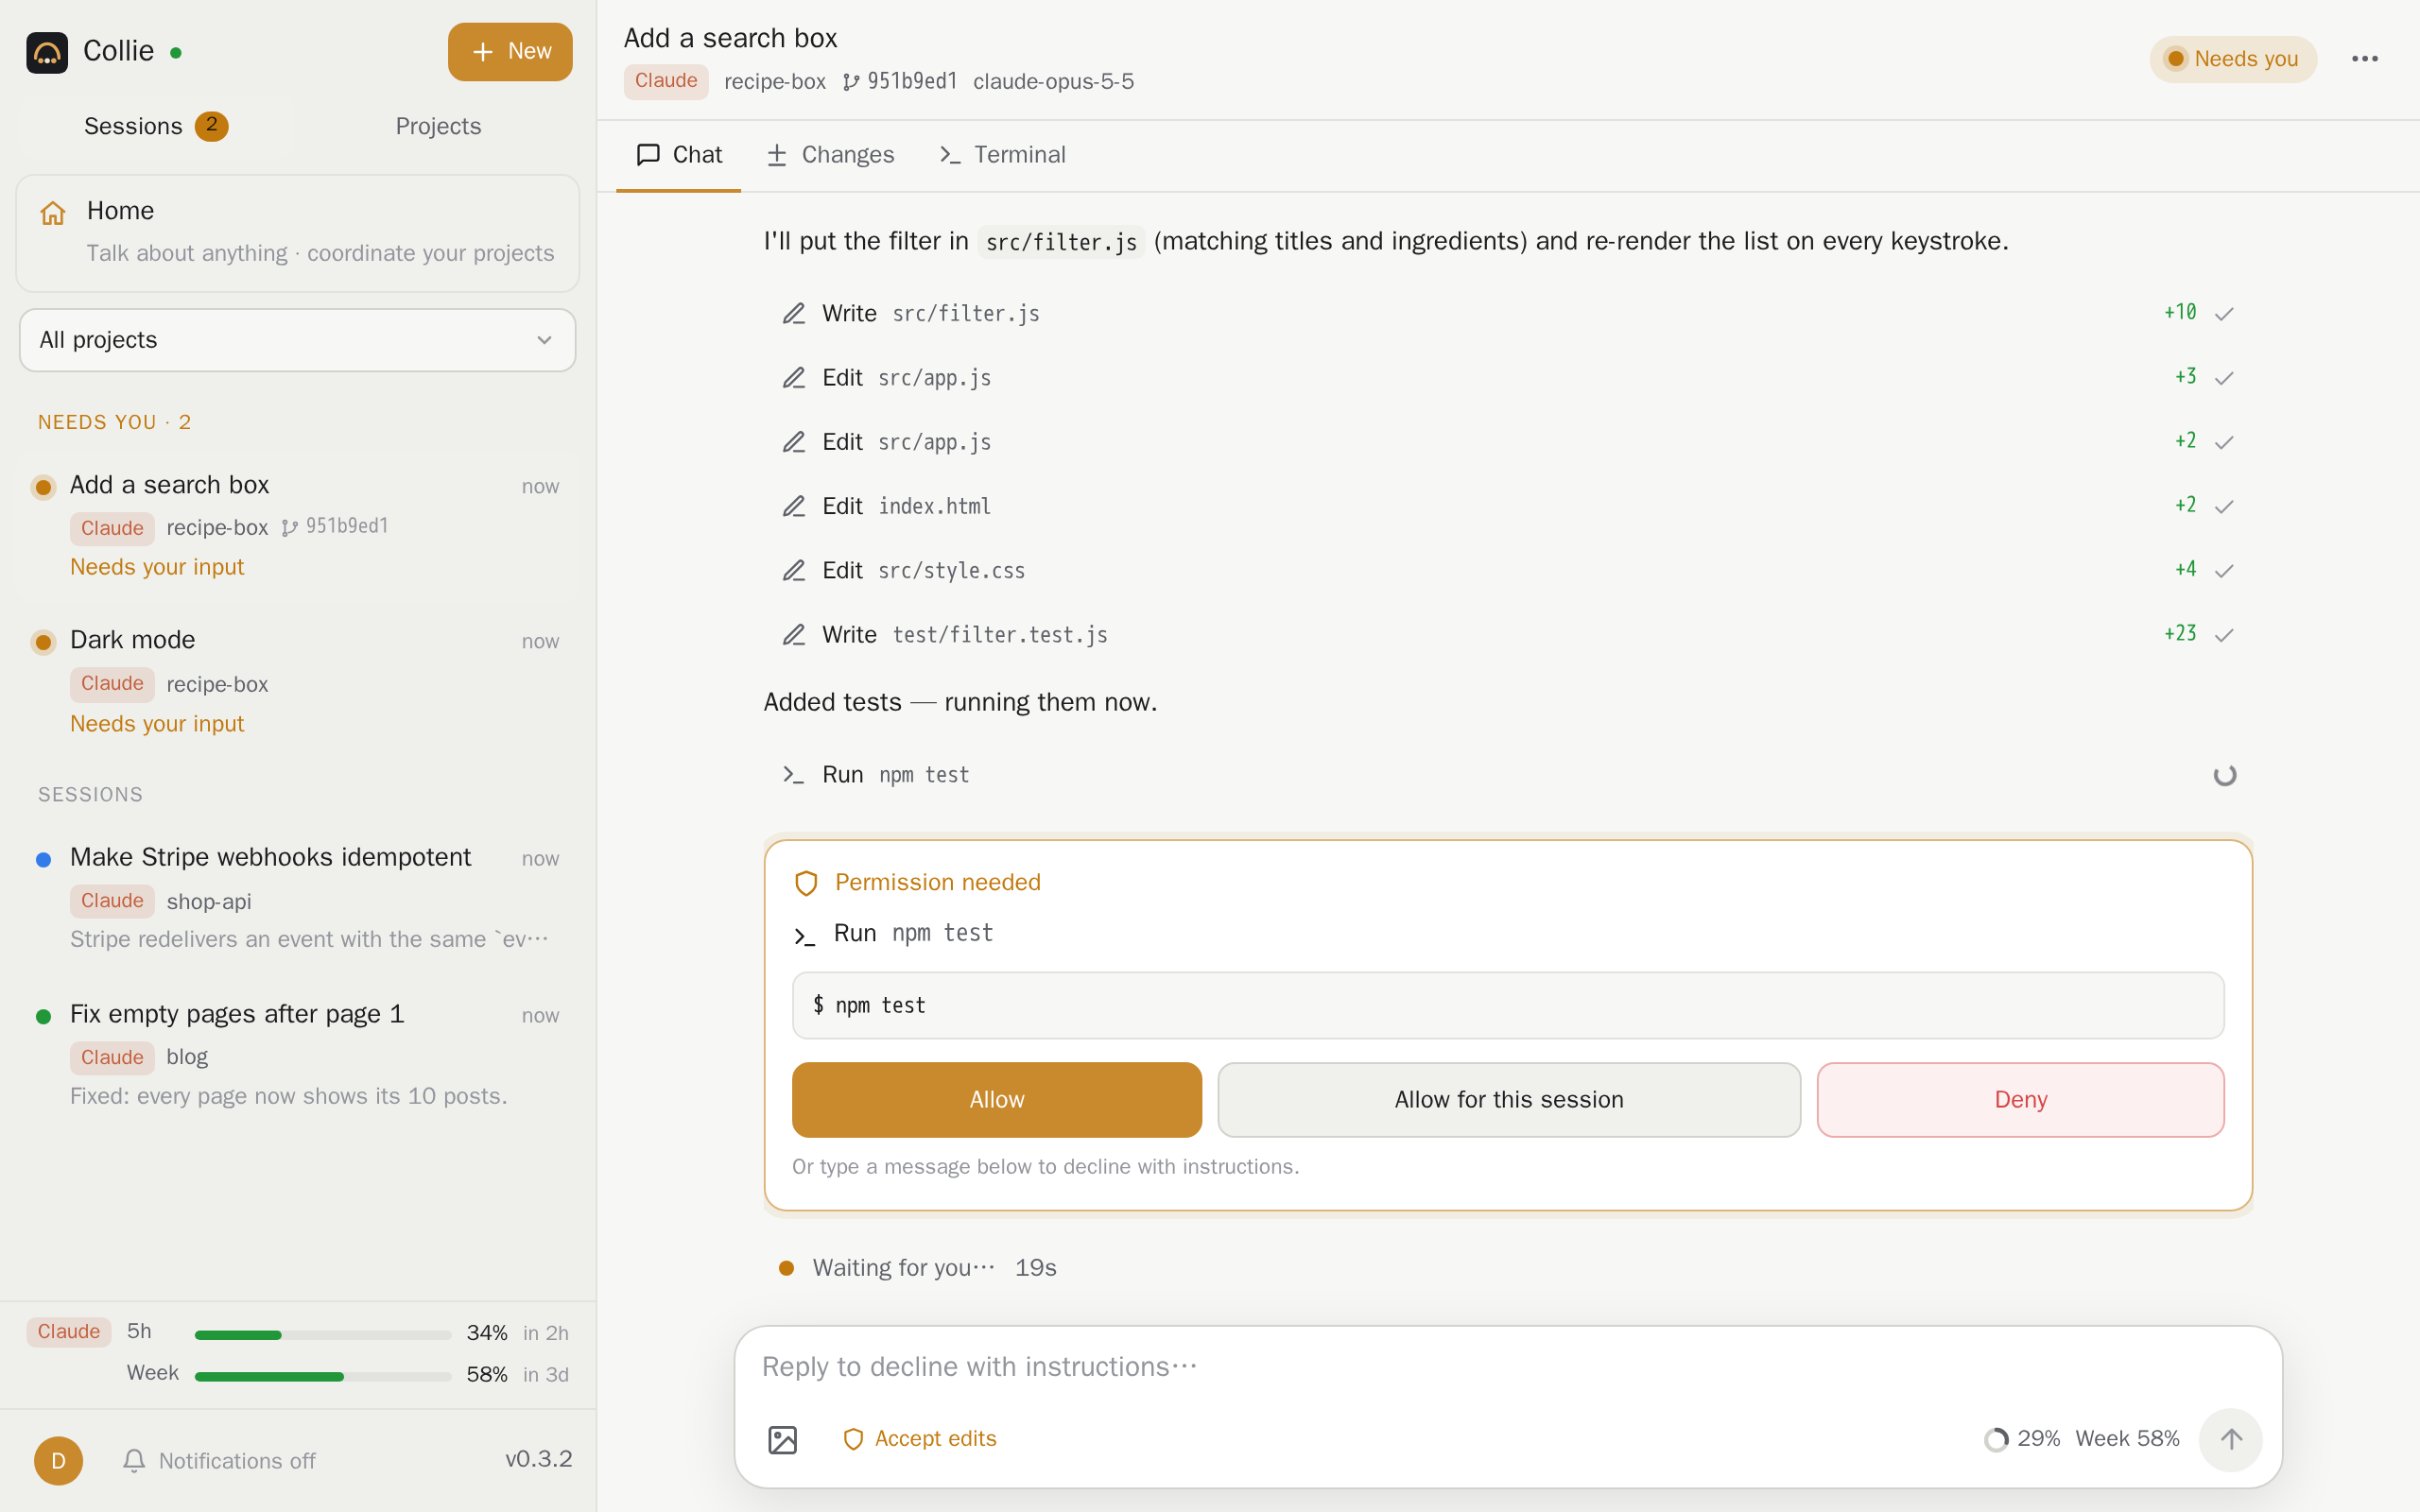 Collie
New
Sessions 2
Projects
Home
Talk about anything · coordinate your projects
All projects
NEEDS YOU · 2
Add a search box now
Claude recipe-box 951b9ed1
Needs your input
Dark mode now
Claude recipe-box
Needs your input
SESSIONS
Make Stripe webhooks idempotent now
Claude shop-api
Stripe redelivers an event with the same `ev…
Fix empty pages after page 1 now
Claude blog
Fixed: every page now shows its 10 posts.
Claude 5h 34% in 2h
Week 58% in 3d
D Notifications off v0.3.2
Add a search box
Claude recipe-box 951b9ed1 claude-opus-5-5
Needs you
Chat
Changes
Terminal
I'll put the filter in src/filter.js (matching titles and ingredients) and re-render the list on every keystroke.
Write src/filter.js +10
Edit src/app.js +3
Edit src/app.js +2
Edit index.html +2
Edit src/style.css +4
Write test/filter.test.js +23
Added tests — running them now.
Run npm test
Permission needed
Run npm test
$ npm test
Allow
Allow for this session
Deny
Or type a message below to decline with instructions.
Waiting for you… 19s
Reply to decline with instructions…
Accept edits
29% Week 58%